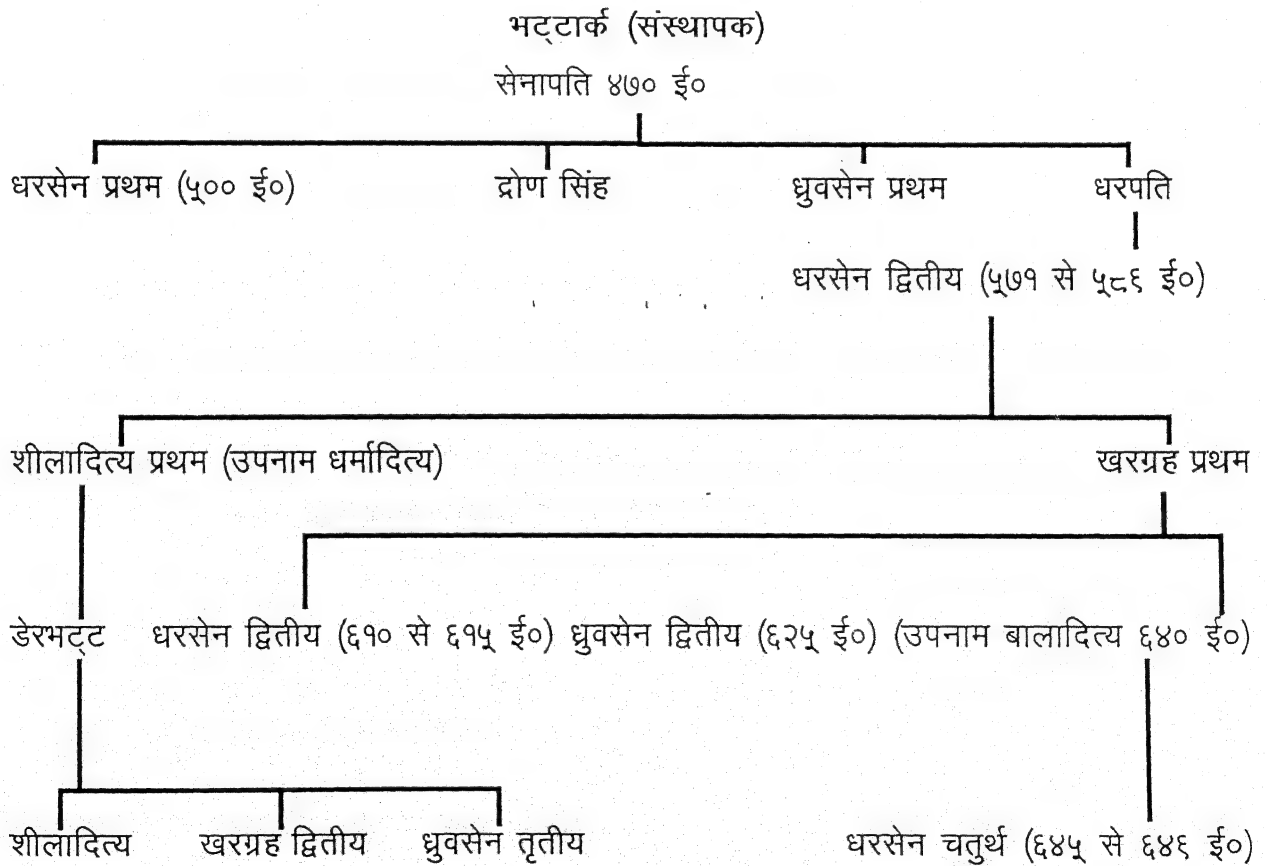 भट्टार्क (संस्थापक)
सेनापति ४७० ई०
धरसेन प्रथम (५०० ई०) द्रोण सिंह ध्रुवसेन प्रथम धरपति
धरसेन द्वितीय (५७१ से ५८६ ई०)
शीलादित्य प्रथम (उपनाम धर्मादित्य) खरग्रह प्रथम
डेरभट्ट धरसेन द्वितीय (६१० से ६१५ ई०) ध्रुवसेन द्वितीय (६२५ ई०) (उपनाम बालादित्य ६४० ई०)
शीलादित्य खरग्रह द्वितीय ध्रुवसेन तृतीय धरसेन चतुर्थ (६४५ से ६४६ ई०)